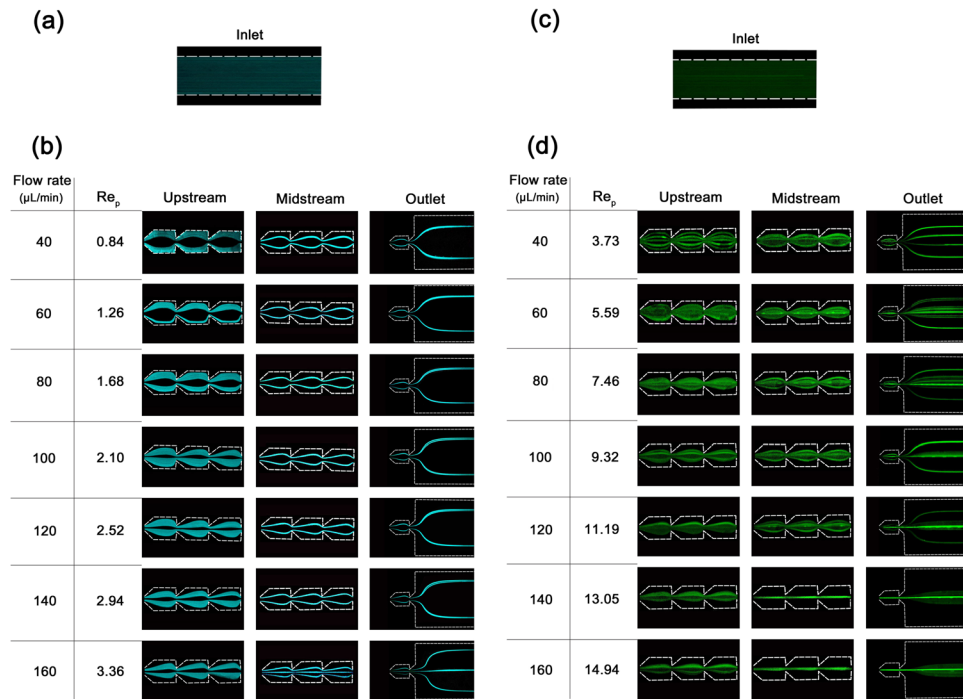 (a)
Inlet
(b)
Flow rate (μL/min) Re_p Upstream Midstream Outlet
40 0.84
60 1.26
80 1.68
100 2.10
120 2.52
140 2.94
160 3.36
(c)
Inlet
(d)
Flow rate (μL/min) Re_p Upstream Midstream Outlet
40 3.73
60 5.59
80 7.46
100 9.32
120 11.19
140 13.05
160 14.94